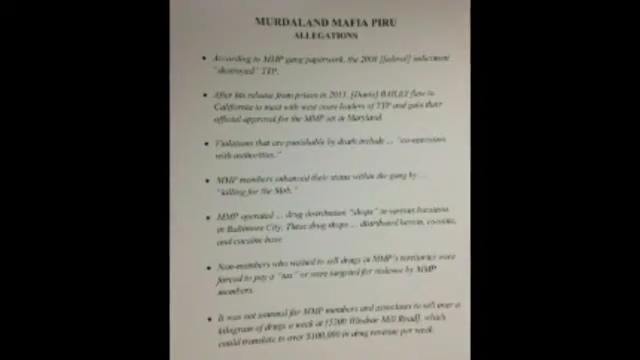 MURDALAND MAFIA PIRU
ALLEGATIONS
• According to MMP gang paperwork, the 2008 [federal] indictment
"destroyed" TTP.
• After his release from prison in 2011, [Dante] BAILEY flew to
California to meet with west coast leaders of TTP and gain their
official approval for the MMP set in Maryland.
• Violations that are punishable by death include ... "co-operation
with authorities."
• MMP members enhanced their status within the gang by ...
"killing for the Mob."
• MMP operated ... drug distribution "shops" in various locations
in Baltimore City. These drug shops ... distributed heroin, cocaine,
and cocaine base
• Non-members who wished to sell drugs in MMP's territories were
forced to pay a "tax" or were targeted for violence by MMP
members.
• It was not unusual for MMP members and associates to sell over a
kilogram of drugs a week at [5200 Windsor Mill Road], which
could translate to over $100,000 in drug revenue per week.